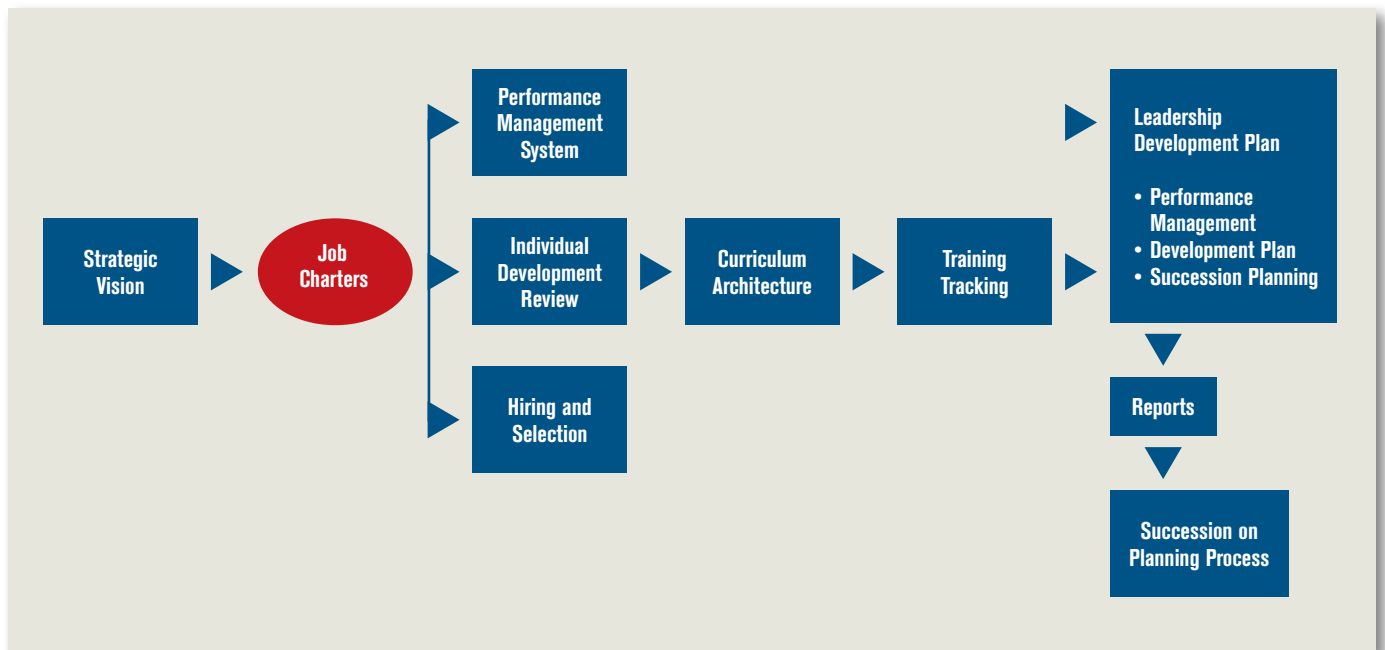 Strategic
Vision
Job
Charters
Performance
Management
System
Individual
Development
Review
Hiring and
Selection
Curriculum
Architecture
Training
Tracking
Leadership
Development Plan
• Performance
Management
• Development Plan
• Succession Planning
Reports
Succession on
Planning Process